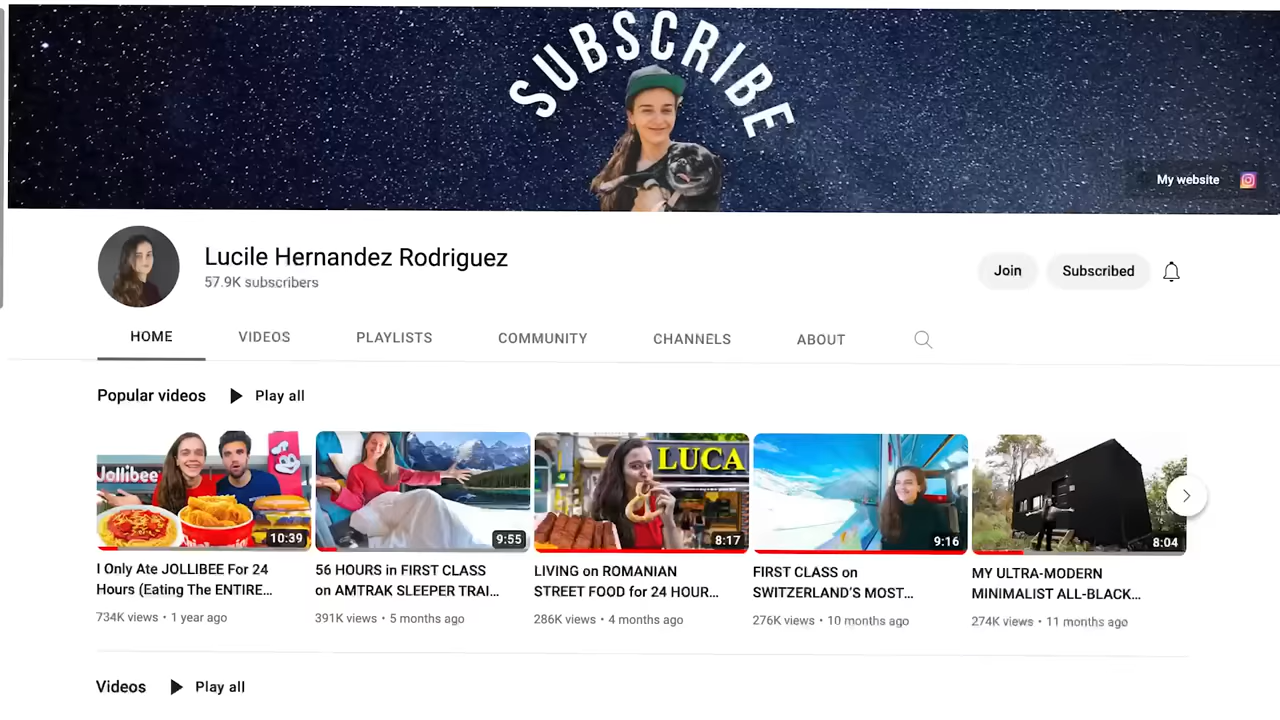 SUBSCRIBE
My website
Lucile Hernandez Rodriguez
57.9K subscribers
Join
Subscribed
HOME
VIDEOS
PLAYLISTS
COMMUNITY
CHANNELS
ABOUT
Popular videos
Play all
Jollibee
10:39
9:55
LUCA
8:17
9:16
8:04
I Only Ate JOLLIBEE For 24
Hours (Eating The ENTIRE...
734K views • 1 year ago
56 HOURS in FIRST CLASS
on AMTRAK SLEEPER TRAI...
391K views • 5 months ago
LIVING on ROMANIAN
STREET FOOD for 24 HOUR...
286K views • 4 months ago
FIRST CLASS on
SWITZERLAND'S MOST...
276K views • 10 months ago
MY ULTRA-MODERN
MINIMALIST ALL-BLACK...
274K views • 11 months ago
Videos
Play all